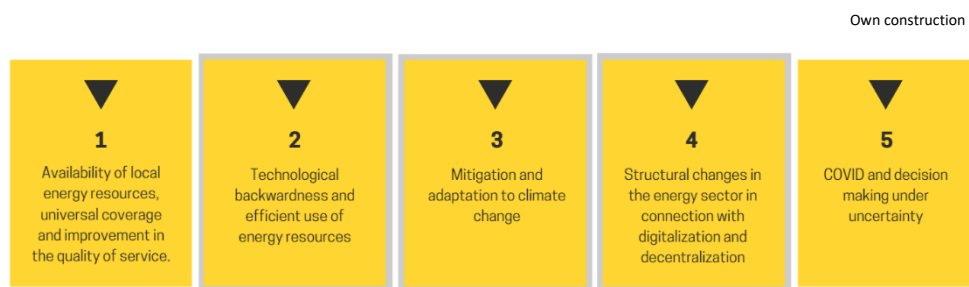 Own construction
1
Availability of local
energy resources,
universal coverage
and improvement in
the quality of service.
2
Technological
backwardness and
efficient use of
energy resources
3
Mitigation and
adaptation to climate
change
4
Structural changes in
the energy sector in
connection with
digitalization and
decentralization
5
COVID and decision
making under
uncertainty